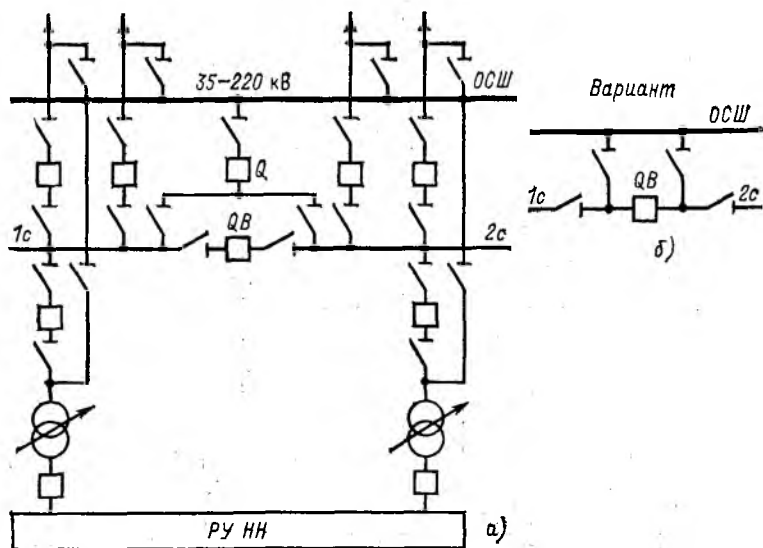 35–220 кВ
ОСШ
Q
1с
QB
2с
РУ НН
а)
Вариант
ОСШ
1с
QB
2с
б)